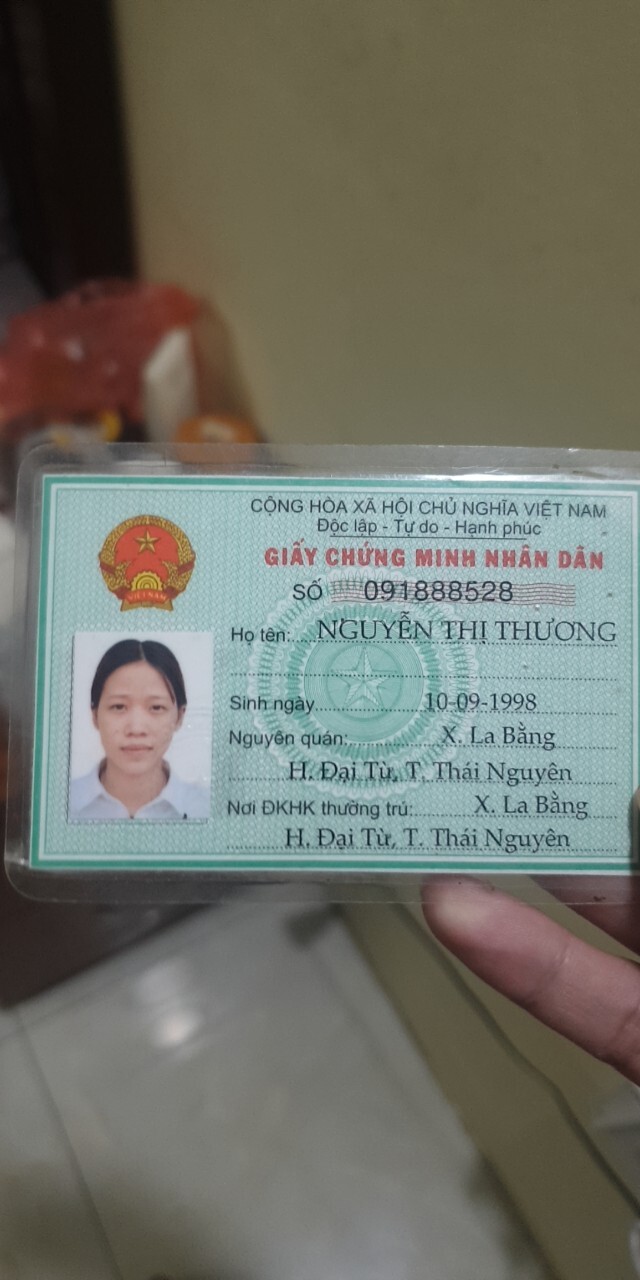 CỘNG HÒA XÃ HỘI CHỦ NGHĨA VIỆT NAM
Độc lập - Tự do - Hạnh phúc
GIẤY CHỨNG MINH NHÂN DÂN
SỐ 091888528
Họ tên: NGUYỄN THỊ THƯƠNG
Sinh ngày 10-09-1998
Nguyên quán: X. La Bằng
H. Đại Từ, T. Thái Nguyên
Nơi ĐKHK thường trú: X. La Bằng
H. Đại Từ, T. Thái Nguyên
VIỆT NAM